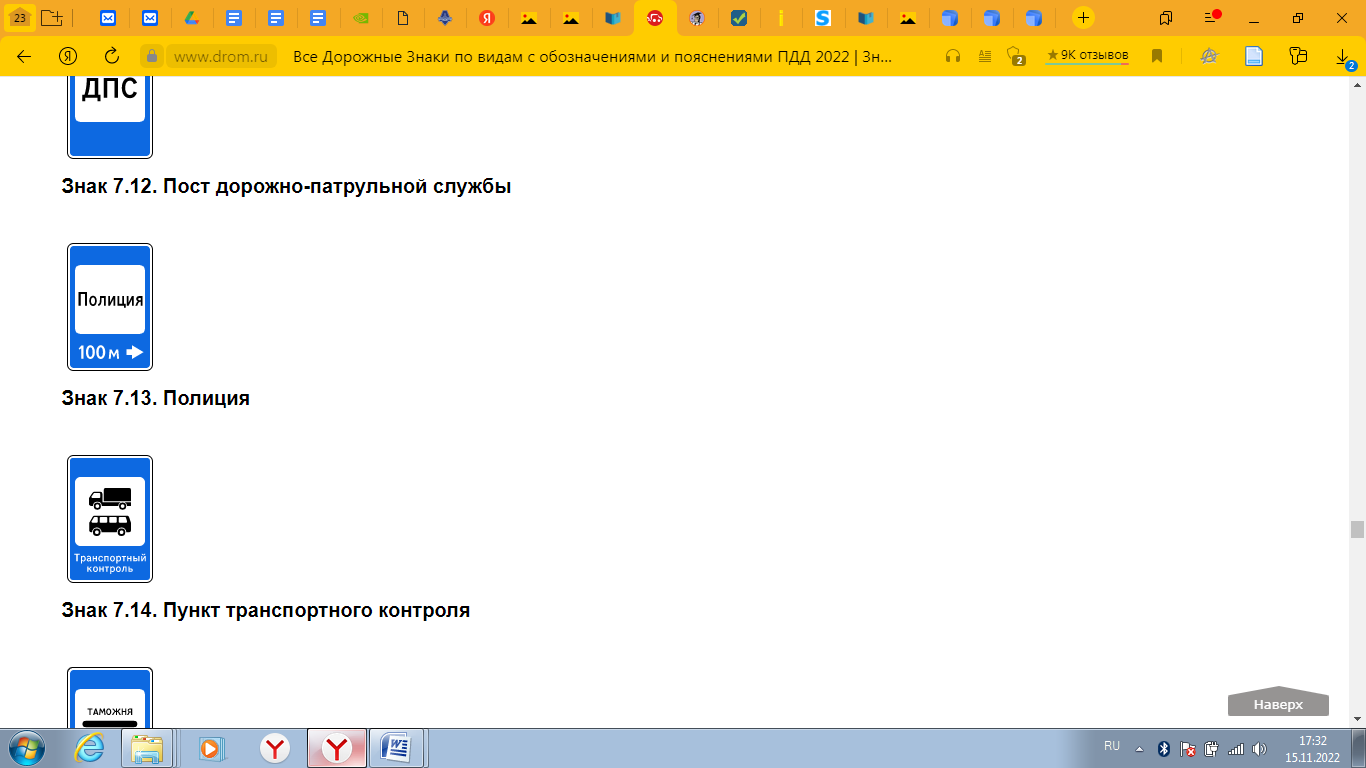 23
www.drom.ru
Все Дорожные Знаки по видам с обозначениями и пояснениями ПДД 2022 | Зн...
2
★ 9К отзывов
2
ДПС
Знак 7.12. Пост дорожно-патрульной службы
Полиция
100 м
Знак 7.13. Полиция
Транспортный
контроль
Знак 7.14. Пункт транспортного контроля
ТАМОЖНЯ
Наверх
RU
17:32
15.11.2022